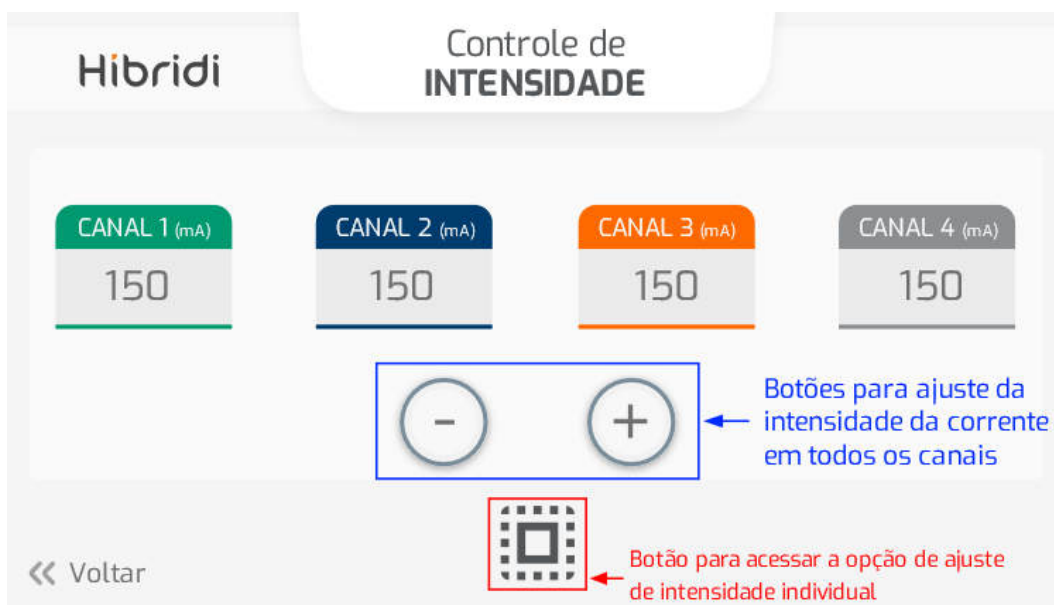 Híbridi
Controle de
INTENSIDADE
CANAL 1 (mA)
CANAL 2 (mA)
CANAL 3 (mA)
CANAL 4 (mA)
150
150
150
150
-
+
Botões para ajuste da
intensidade da corrente
em todos os canais
Botão para acessar a opção de ajuste
de intensidade individual
Voltar